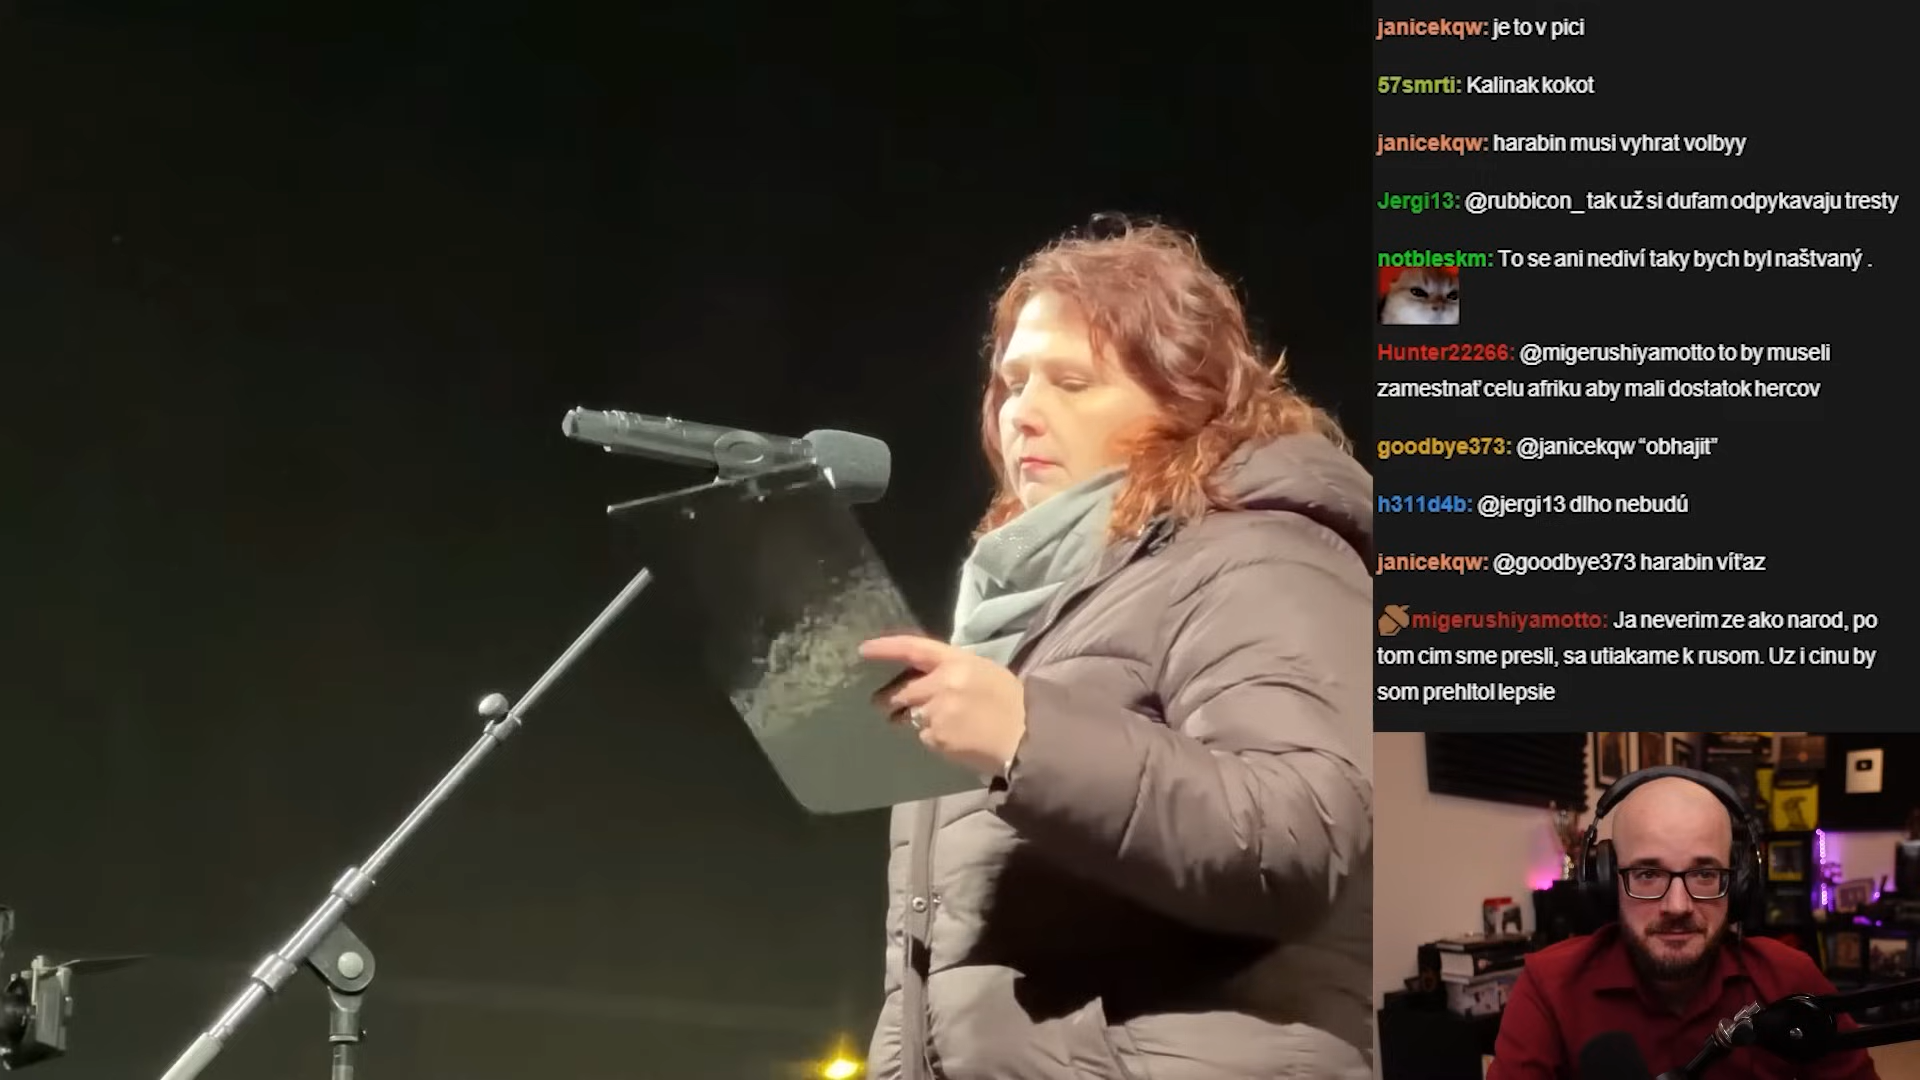 janicekqw: je to v pici
57smrti: Kalinak kokot
janicekqw: harabin musi vyhrat volbyy
Jergi13: @rubbicon_ tak už si dufam odpykavaju tresty
notbleskm: To se ani nediví taky bych byl naštvaný .
Hunter22266: @migerushiyamotto to by museli
zamestnať celu afriku aby mali dostatok hercov
goodbye373: @janicekqw “obhajit”
h311d4b: @jergi13 dlho nebudú
janicekqw: @goodbye373 harabin víťaz
migerushiyamotto: Ja neverim ze ako narod, po
tom cim sme presli, sa utiakame k rusom. Uz i cinu by
som prehltol lepsie